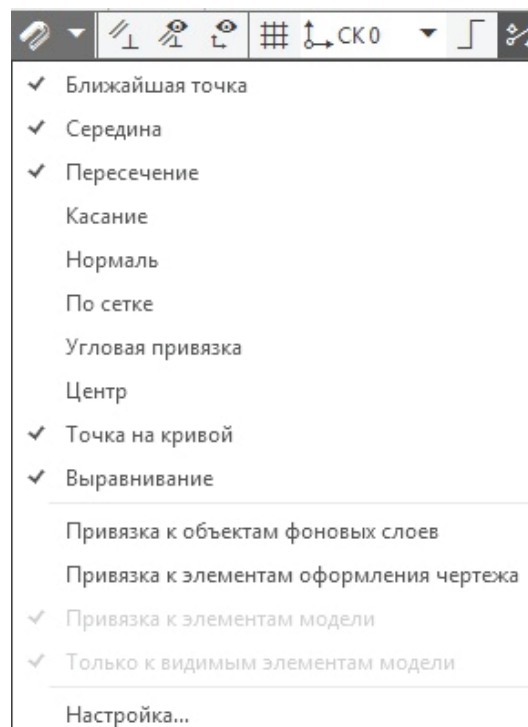 СК 0
Ближайшая точка
Середина
Пересечение
Касание
Нормаль
По сетке
Угловая привязка
Центр
Точка на кривой
Выравнивание
Привязка к объектам фоновых слоев
Привязка к элементам оформления чертежа
Привязка к элементам модели
Только к видимым элементам модели
Настройка...